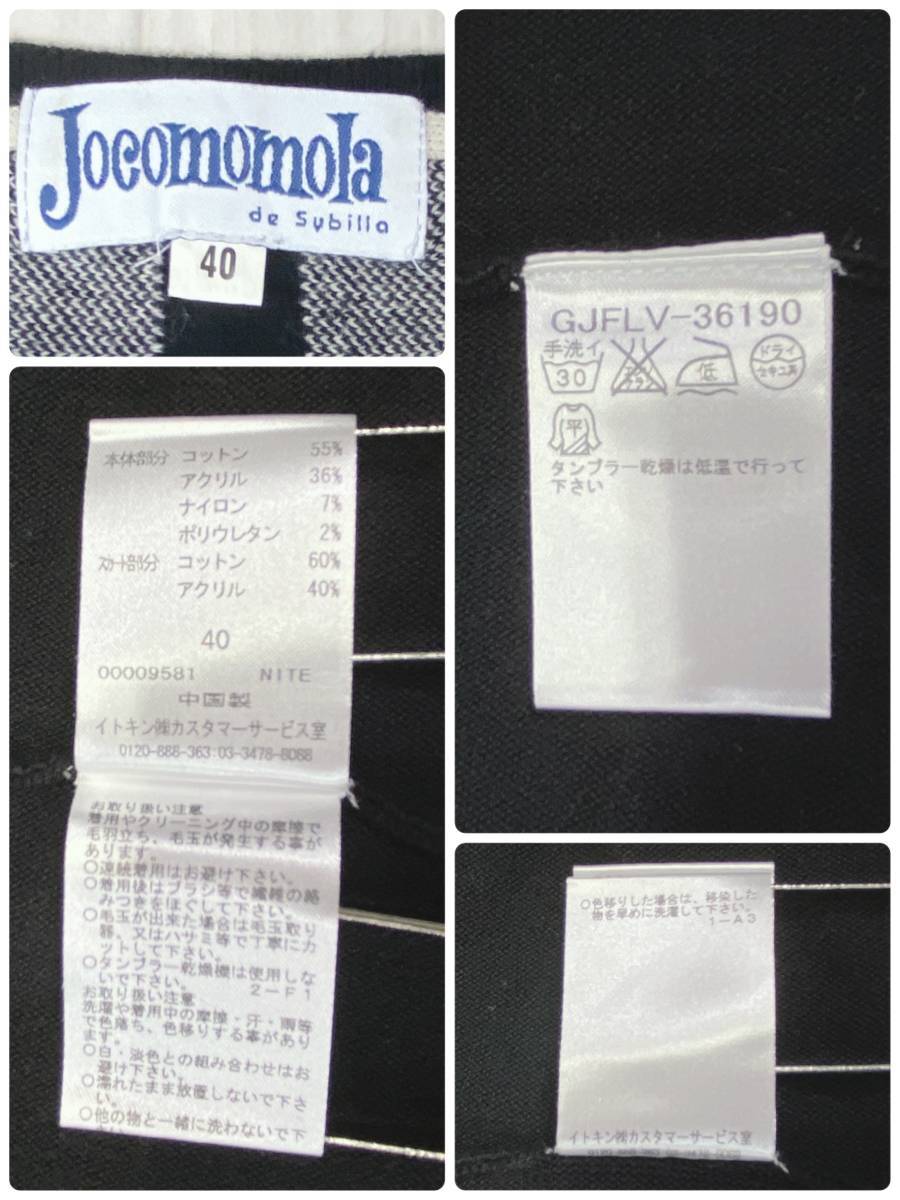 Jocomomola
de Sybilla
40
GJFLV-36190
手洗イ
30
エンソ
サラシ
低
ドライ
平
タンブラー乾燥は低温で行って
下さい
本体部分 コットン 55%
アクリル 36%
ナイロン 7%
ポリウレタン 2%
スカート部分 コットン 60%
アクリル 40%
40
00009581 NITE
中国製
イトキン㈱カスタマーサービス室
0120-888-363:03-3478-8088
お取り扱い注意
着用やクリーニング中の摩擦で
毛羽立ち、毛玉が発生する事が
あります。
○連続着用はお避け下さい。
○着用後はブラシ等で繊維の絡
みつきをほぐして下さい。
○毛玉が出来た場合は毛玉取り
器、又はハサミ等で丁寧にカ
ットして下さい。
○タンブラー乾燥機は使用しな
いで下さい。 2-F1
お取り扱い注意
洗濯や着用中の摩擦・汗・雨等
で色落ち、色移りする事があり
ます。
○白・淡色との組み合わせはお
避け下さい。
○濡れたまま放置しないで下さ
い。
○他の物と一緒に洗わないで下
○色移りした場合は、移染した
物を早めに洗濯して下さい。
1-A3
イトキン㈱カスタマーサービス室